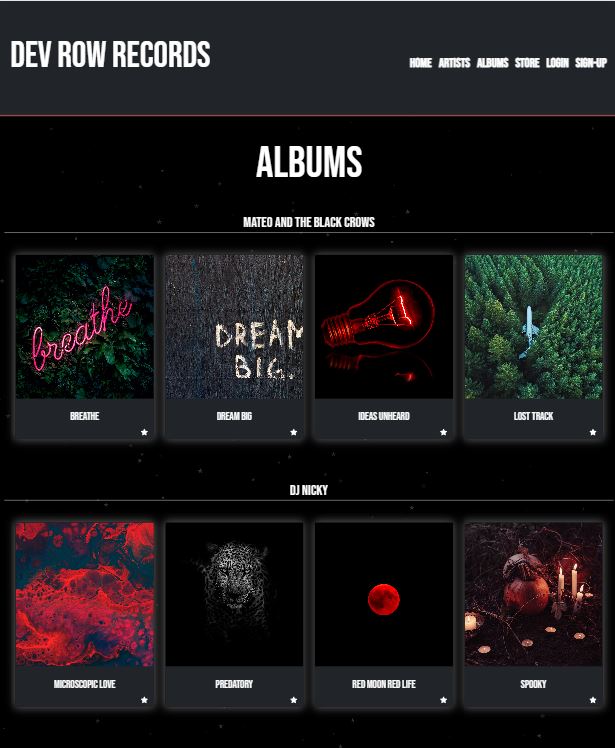 DEV ROW RECORDS
HOME ARTISTS ALBUMS STORE LOGIN SIGN-UP
ALBUMS
MATEO AND THE BLACK CROWS
breathe
DREAM
BIG.
BREATHE
DREAM BIG
IDEAS UNHEARD
LOST TRACK
DJ NICKY
MICROSCOPIC LOVE
PREDATORY
RED MOON RED LIFE
SPOOKY